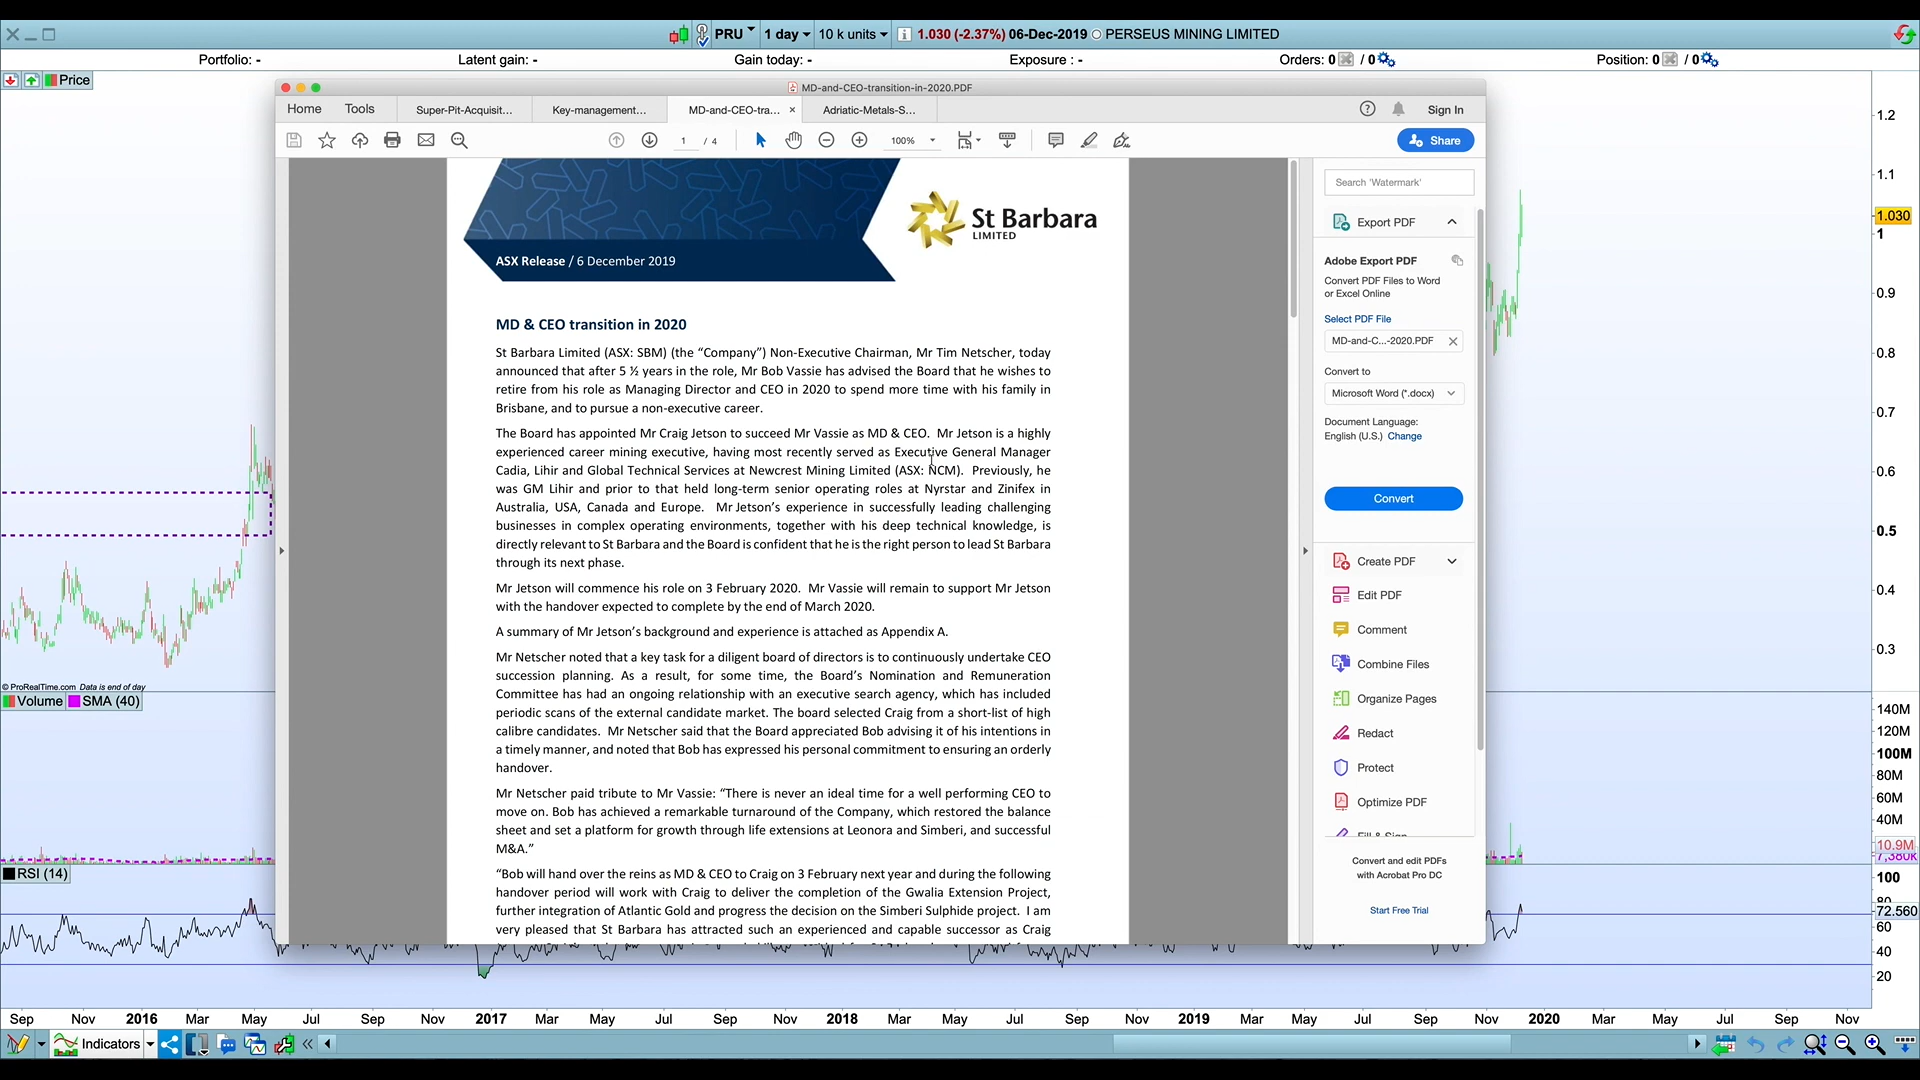 PRU
1 day
10 k units
1.030 (-2.37%) 06-Dec-2019 PERSEUS MINING LIMITED
Portfolio: -
Latent gain: -
Gain today: -
Exposure : -
Orders: 0 / 0
Position: 0 / 0
Price
MD-and-CEO-transition-in-2020.PDF
Home
Tools
Super-Pit-Acquisit...
Key-management...
MD-and-CEO-tra...
Adriatic-Metals-S...
Sign In
1 / 4
100%
Share
St Barbara
LIMITED
ASX Release / 6 December 2019
MD & CEO transition in 2020
St Barbara Limited (ASX: SBM) (the “Company”) Non-Executive Chairman, Mr Tim Netscher, today
announced that after 5 ½ years in the role, Mr Bob Vassie has advised the Board that he wishes to
retire from his role as Managing Director and CEO in 2020 to spend more time with his family in
Brisbane, and to pursue a non-executive career.
The Board has appointed Mr Craig Jetson to succeed Mr Vassie as MD & CEO. Mr Jetson is a highly
experienced career mining executive, having most recently served as Executive General Manager
Cadia, Lihir and Global Technical Services at Newcrest Mining Limited (ASX: NCM). Previously, he
was GM Lihir and prior to that held long-term senior operating roles at Nyrstar and Zinifex in
Australia, USA, Canada and Europe. Mr Jetson’s experience in successfully leading challenging
businesses in complex operating environments, together with his deep technical knowledge, is
directly relevant to St Barbara and the Board is confident that he is the right person to lead St Barbara
through its next phase.
Mr Jetson will commence his role on 3 February 2020. Mr Vassie will remain to support Mr Jetson
with the handover expected to complete by the end of March 2020.
A summary of Mr Jetson’s background and experience is attached as Appendix A.
Mr Netscher noted that a key task for a diligent board of directors is to continuously undertake CEO
succession planning. As a result, for some time, the Board’s Nomination and Remuneration
Committee has had an ongoing relationship with an executive search agency, which has included
periodic scans of the external candidate market. The board selected Craig from a short-list of high
calibre candidates. Mr Netscher said that the Board appreciated Bob advising it of his intentions in
a timely manner, and noted that Bob has expressed his personal commitment to ensuring an orderly
handover.
Mr Netscher paid tribute to Mr Vassie: “There is never an ideal time for a well performing CEO to
move on. Bob has achieved a remarkable turnaround of the Company, which restored the balance
sheet and set a platform for growth through life extensions at Leonora and Simberi, and successful
M&A.”
“Bob will hand over the reins as MD & CEO to Craig on 3 February next year and during the following
handover period will work with Craig to deliver the completion of the Gwalia Extension Project,
further integration of Atlantic Gold and progress the decision on the Simberi Sulphide project. I am
very pleased that St Barbara has attracted such an experienced and capable successor as Craig
Search 'Watermark'
Export PDF
Adobe Export PDF
Convert PDF Files to Word
or Excel Online
Select PDF File
MD-and-C...-2020.PDF
Convert to
Microsoft Word (*.docx)
Document Language:
English (U.S.) Change
Convert
Create PDF
Edit PDF
Comment
Combine Files
Organize Pages
Redact
Protect
Optimize PDF
Fill & Sign
Convert and edit PDFs
with Acrobat Pro DC
Start Free Trial
1.2
1.1
1.030
1
0.9
0.8
0.7
0.6
0.5
0.4
0.3
© ProRealTime.com Data is end of day
Volume
SMA (40)
140M
120M
100M
80M
60M
40M
10.9M
7,380k
RSI (14)
100
80
72.560
60
40
20
Sep Nov 2016 Mar May Jul Sep Nov 2017 Mar May Jul Sep Nov 2018 Mar May Jul Sep Nov 2019 Mar May Jul Sep Nov 2020 Mar May Jul Sep Nov
Indicators